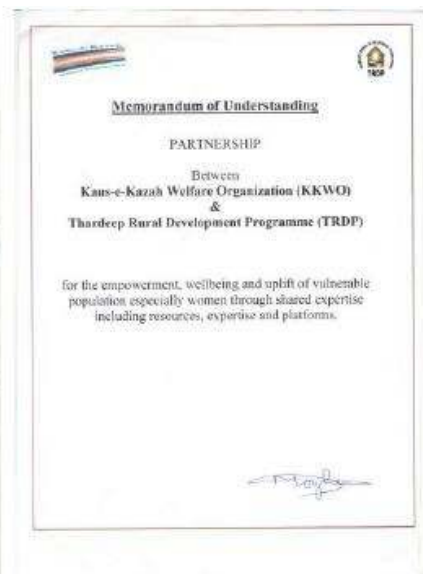 TRDP
Memorandum of Understanding
PARTNERSHIP
Between
Kaus-e-Kazah Welfare Organization (KKWO)
&
Thardeep Rural Development Programme (TRDP)
for the empowerment, wellbeing and uplift of vulnerable
population especially women through shared expertise
including resources, expertise and platforms.